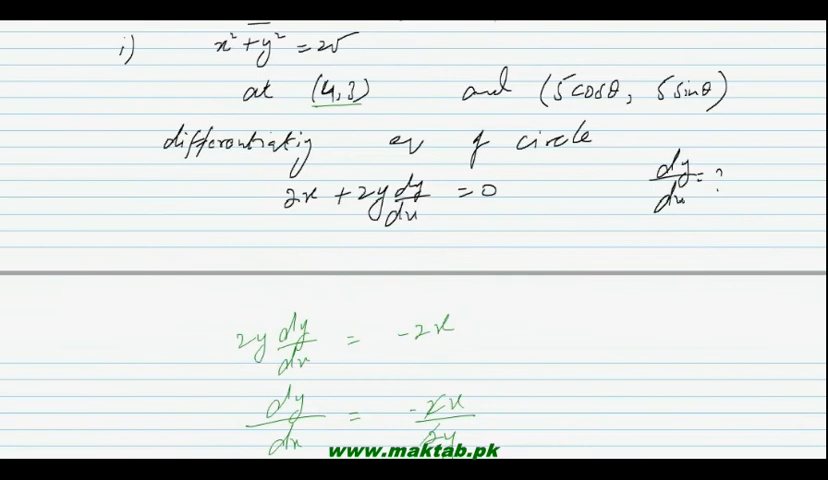 i) x² + y² = 25
at (4,3) and (5cosθ, 5sinθ)
differentiating eq of circle
2x + 2y dy/dx = 0 dy/dx = ?
2y dy/dx = -2x
dy/dx = -2x/2y
www.maktab.pk